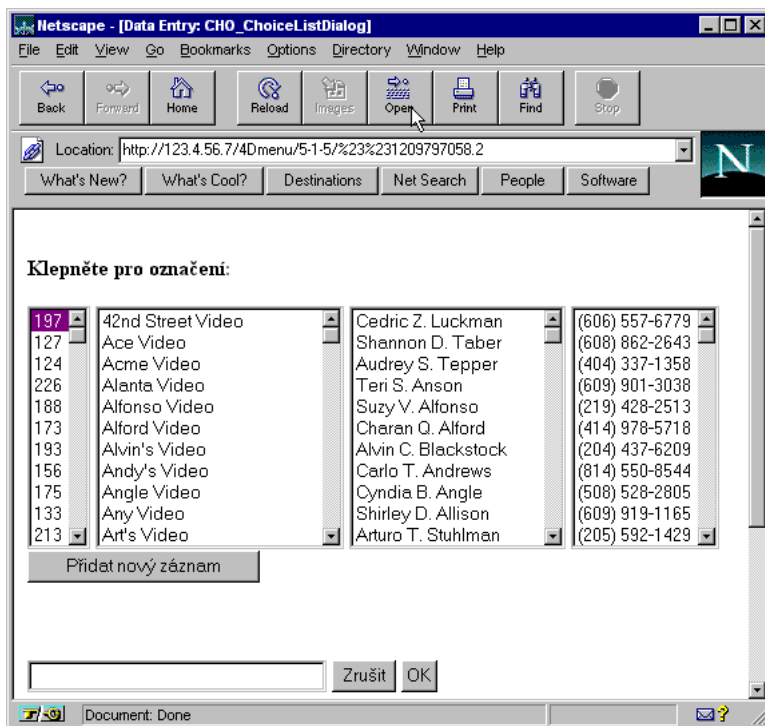 Netscape - [Data Entry: CHO_ChoiceListDialog]
File Edit View Go Bookmarks Options Directory Window Help
Back Forward Home Reload Images Open Print Find Stop
Location: http://123.4.56.7/4Dmenu/5-1-5/%23%231209797058.2
N
What's New? What's Cool? Destinations Net Search People Software
Klepněte pro označení:
197 42nd Street Video Cedric Z. Luckman (606) 557-6779
127 Ace Video Shannon D. Taber (608) 862-2643
124 Acme Video Audrey S. Tepper (404) 337-1358
226 Alanta Video Teri S. Anson (609) 901-3038
188 Alfonso Video Suzy V. Alfonso (219) 428-2513
173 Alford Video Charan Q. Alford (414) 978-5718
193 Alvin's Video Alvin C. Blackstock (204) 437-6209
156 Andy's Video Carlo T. Andrews (814) 550-8544
175 Angle Video Cyndia B. Angle (508) 528-2805
133 Any Video Shirley D. Allison (609) 919-1165
213 Art's Video Arturo T. Stuhlman (205) 592-1429
Přidat nový záznam
Zrušit OK
Document: Done